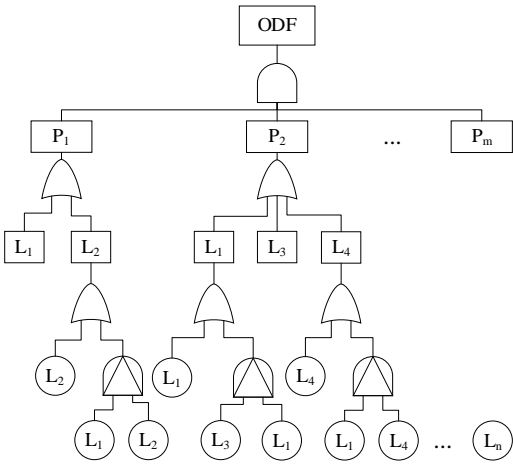 ODF
P₁ P₂ ... Pₘ
L₁ L₂ L₁ L₃ L₄
L₂ L₁ L₄
L₁ L₂ L₃ L₁ L₁ L₄ ... Lₙ